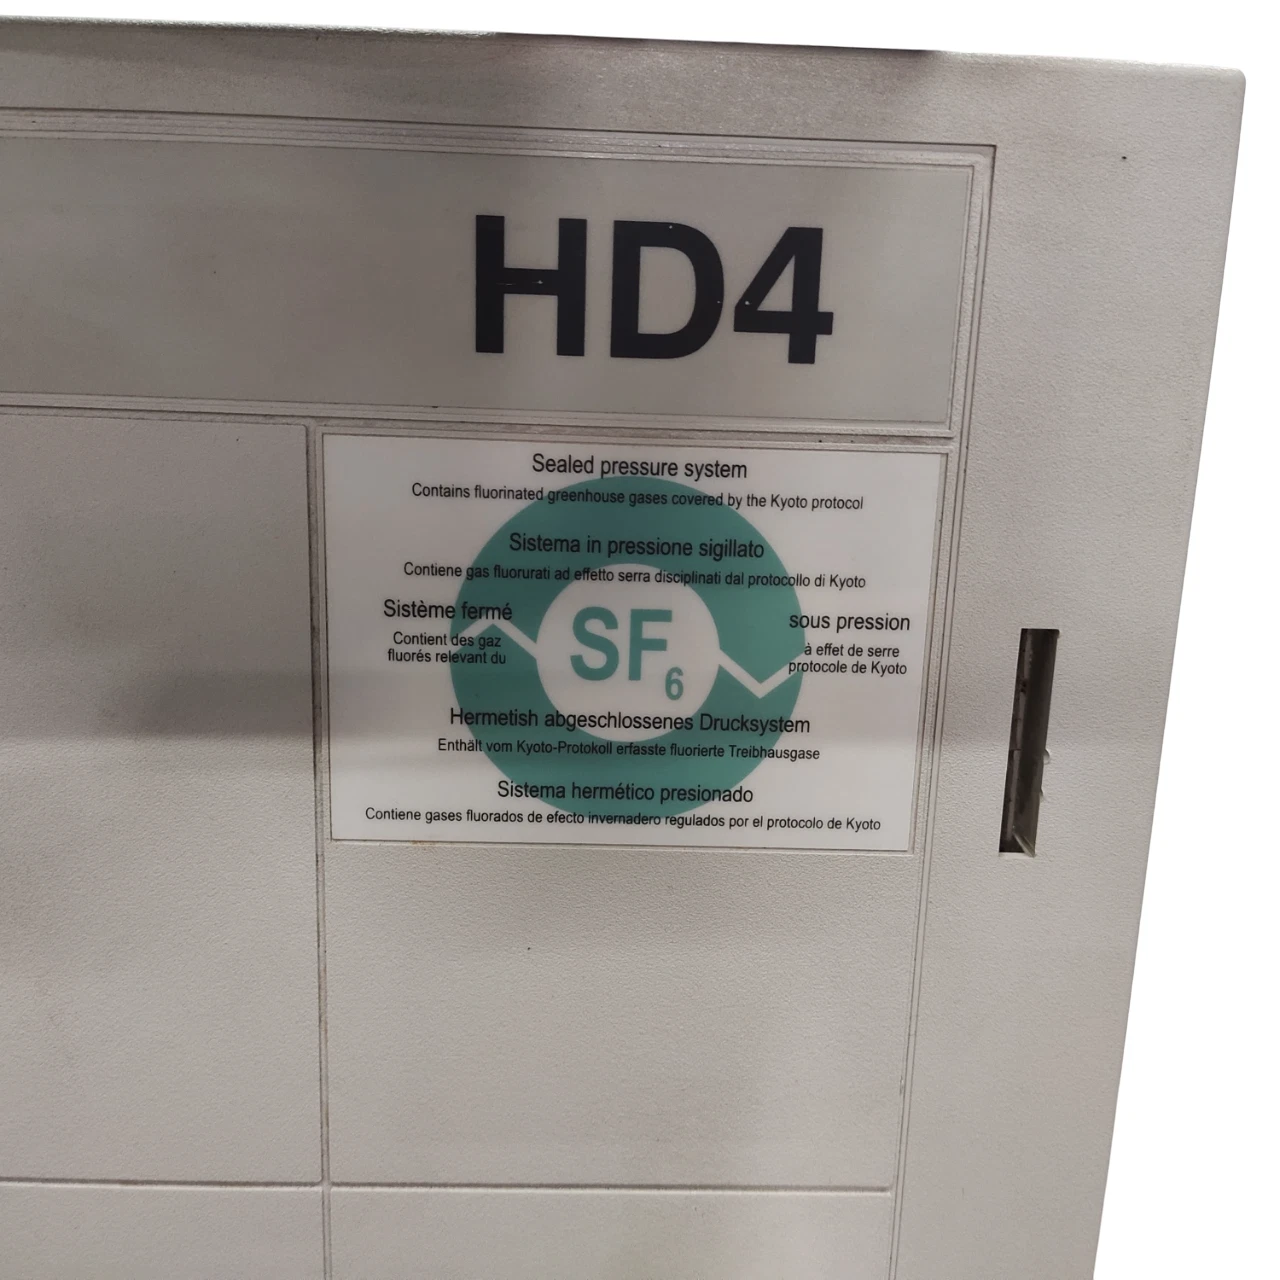 HD4
Sealed pressure system
Contains fluorinated greenhouse gases covered by the Kyoto protocol
Sistema in pressione sigillato
Contiene gas fluorurati ad effetto serra disciplinati dal protocollo di Kyoto
Sistème fermé sous pression
Contient des gaz à effet de serre
fluorés relevant du protocole de Kyoto
SF6
Hermetish abgeschlossenes Drucksystem
Enthält vom Kyoto-Protokoll erfasste fluorierte Treibhausgase
Sistema hermético presionado
Contiene gases fluorados de efecto invernadero regulados por el protocolo de Kyoto